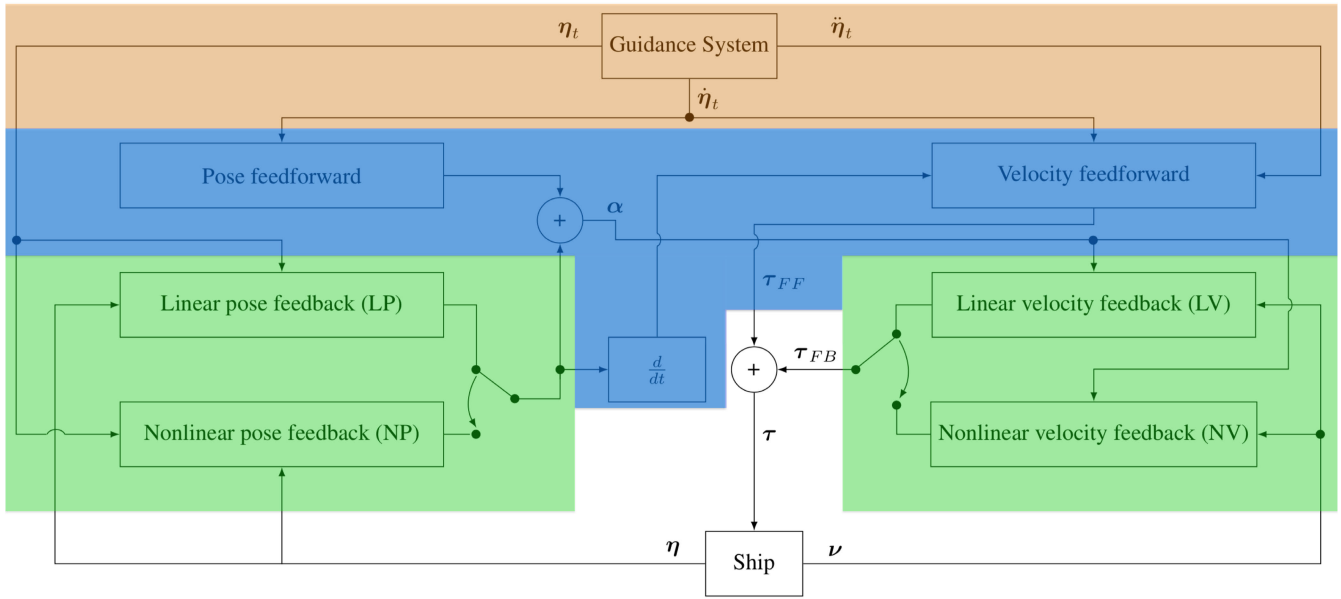 η_t
Guidance System
η̈_t
η̇_t
Pose feedforward
Velocity feedforward
+
α
Linear pose feedback (LP)
τ_FF
Linear velocity feedback (LV)
d/dt
+
τ_FB
Nonlinear pose feedback (NP)
τ
Nonlinear velocity feedback (NV)
η
Ship
ν